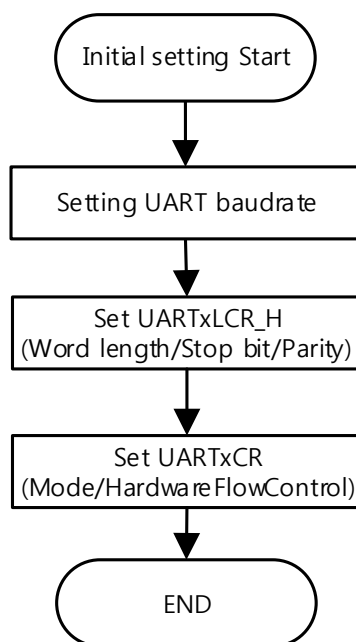 Initial setting Start
Setting UART baudrate
Set UARTxLCR_H
(Word length/Stop bit/Parity)
Set UARTxCR
(Mode/HardwareFlowControl)
END